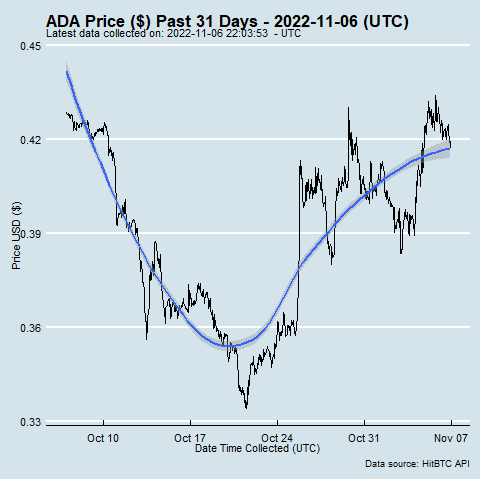 ADA Price ($) Past 31 Days - 2022-11-06 (UTC)
Latest data collected on: 2022-11-06 22:03:53 - UTC
0.45
0.42
0.39
0.36
0.33
Price USD ($)
Oct 10 Oct 17 Oct 24 Oct 31 Nov 07
Date Time Collected (UTC)
Data source: HitBTC API